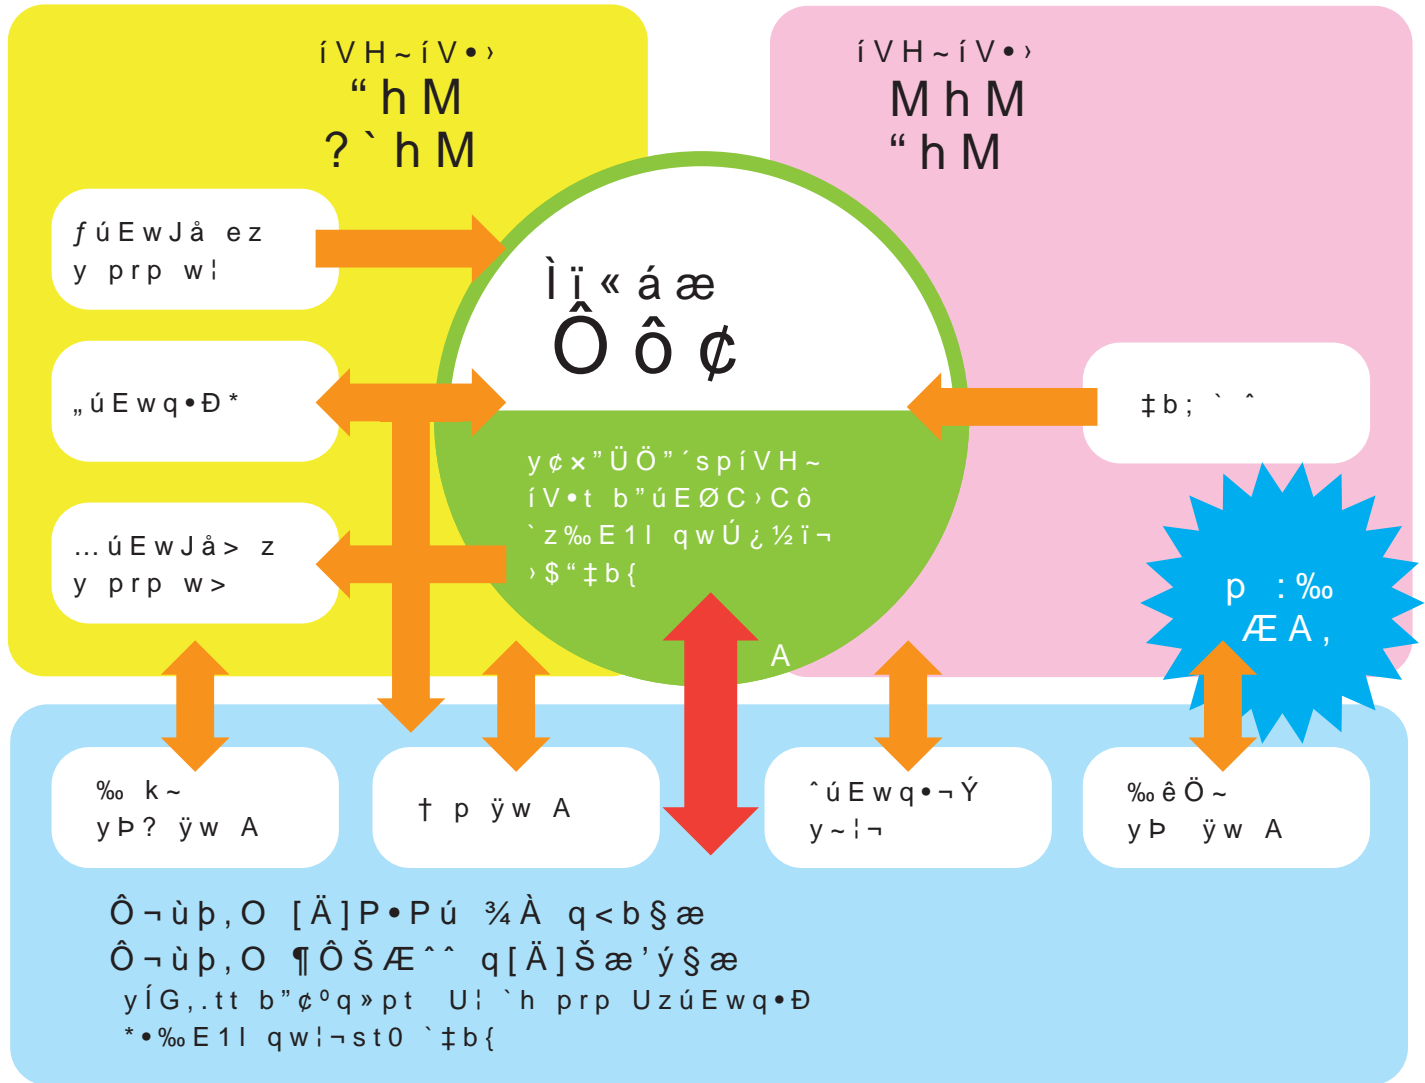 íVH~íV•›
“hM
?`hM
íVH~íV•›
MhM
“hM
ƒúEwJå ez
y prp w¦
Ìï«áæ
Ôô¢
„úEwq•Ð*
‡b;`ˆ
y¢×"ÜÖ"´spíVH~
íV•t b"úEØC›Cô
`z‰E1l qwÚ¿½ï¬
›$“‡b{
…úEwJå> z
y prp w>
p :‰
ÆA,
A
‰ k~
yÞ? ÿw A
† p ÿw A
ˆúEwq•¬Ý
y~¦¬
‰êÖ~
yÞ ÿw A
Ô¬ùþ,O [Ä]P•Pú ¾À q<b§æ
Ô¬ùþ,O ¶ÔŠÆˆˆ q[Ä]Šæ'ý§æ
yÍG,.tt b"¢ºq»pt U¦`h prp UzúEwq•Ð
*•‰E1l qw¦¬st0 `‡b{